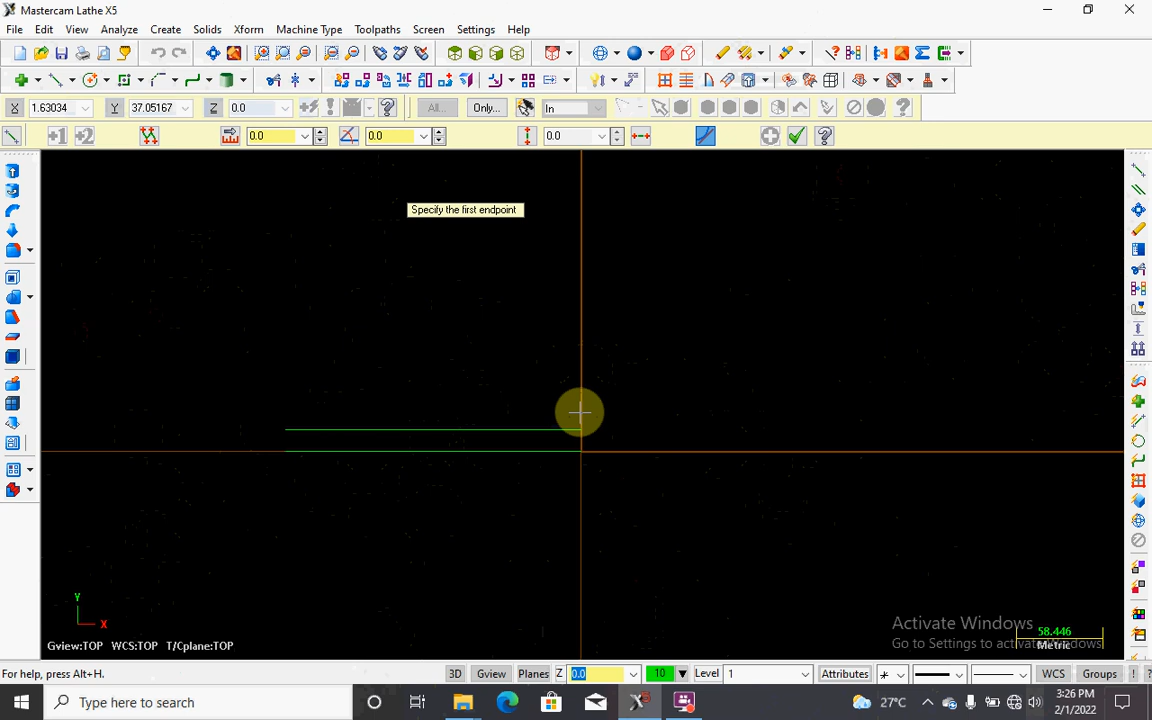 Mastercam Lathe X5
File Edit View Analyze Create Solids Xform Machine Type Toolpaths Screen Settings Help
X 1.63034 Y 37.05167 Z 0.0 All... Only... In
+1 +2 0.0 0.0 0.0
Specify the first endpoint
Y
X
Gview:TOP WCS:TOP T/Cplane:TOP
Activate Windows
Go to Settings to activate Windows.
58.446
Metric
For help, press Alt+H.
3D Gview Planes Z 0.0 10 Level 1 Attributes WCS Groups ! ?
Type here to search
27°C
3:26 PM
2/1/2022